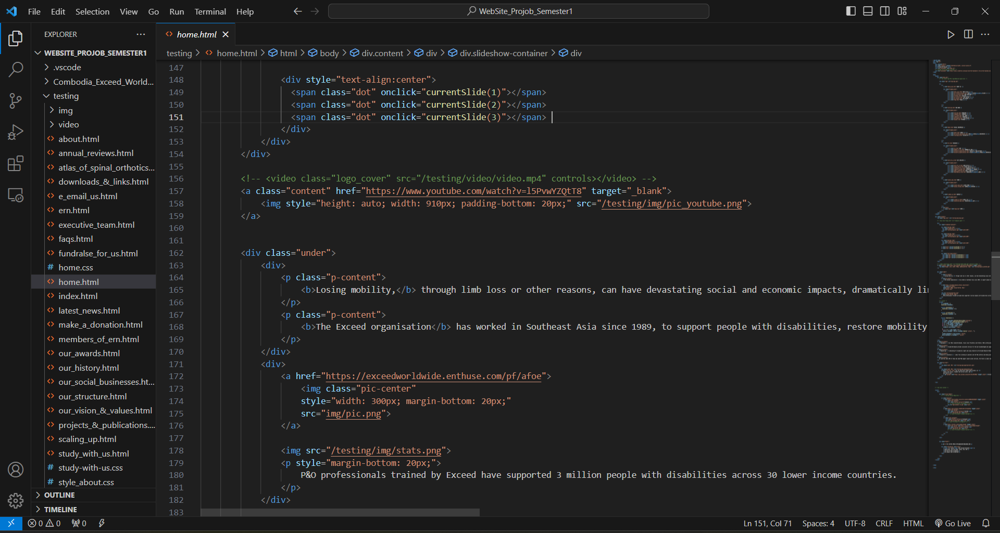 File Edit Selection View Go Run Terminal Help
WebSite_Projob_Semester1
EXPLORER
WEBSITE_PROJOB_SEMESTER1
.vscode
Combodia_Exceed_World...
testing
img
video
about.html
annual_reviews.html
atlas_of_spinal_orthotics...
downloads_&_links.html
e_email_us.html
ern.html
executive_team.html
faqs.html
fundralse_for_us.html
home.css
home.html
index.html
latest_news.html
make_a_donation.html
members_of_ern.html
our_awards.html
our_history.html
our_social_businesses.ht...
our_structure.html
our_vision_&_values.html
projects_&_publications....
scaling_up.html
study_with_us.html
study-with-us.css
style_about.css
OUTLINE
TIMELINE
home.html
testing > home.html > html > body > div.content > div > div.slideshow-container > div
147
148 <div style="text-align:center">
149 <span class="dot" onclick="currentSlide(1)"></span>
150 <span class="dot" onclick="currentSlide(2)"></span>
151 <span class="dot" onclick="currentSlide(3)"></span>
152 </div>
153 </div>
154 </div>
155
156 <!-- <video class="logo_cover" src="/testing/video/video.mp4" controls></video> -->
157 <a class="content" href="https://www.youtube.com/watch?v=l5PvwYZQtT8" target="_blank">
158 <img style="height: auto; width: 910px; padding-bottom: 20px;" src="/testing/img/pic_youtube.png">
159 </a>
160
161
162 <div class="under">
163 <div>
164 <p class="p-content">
165 <b>Losing mobility,</b> through limb loss or other reasons, can have devastating social and economic impacts, dramatically li
166 </p>
167 <p class="p-content">
168 <b>The Exceed organisation</b> has worked in Southeast Asia since 1989, to support people with disabilities, restore mobility
169 </p>
170 </div>
171 <div>
172 <a href="https://exceedworldwide.enthuse.com/pf/afoe">
173 <img class="pic-center"
174 style="width: 300px; margin-bottom: 20px;"
175 src="img/pic.png">
176 </a>
177
178 <img src="/testing/img/stats.png">
179 <p style="margin-bottom: 20px;">
180 P&O professionals trained by Exceed have supported 3 million people with disabilities across 30 lower income countries.
181 </p>
182 </div>
183
0 0 0 Ln 151, Col 71 Spaces: 4 UTF-8 CRLF HTML Go Live